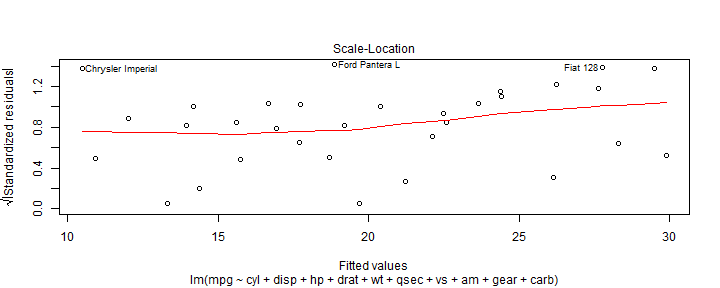 Scale-Location
Chrysler Imperial
Ford Pantera L
Fiat 128
√|Standardized residuals|
0.0 0.4 0.8 1.2
10 15 20 25 30
Fitted values
lm(mpg ~ cyl + disp + hp + drat + wt + qsec + vs + am + gear + carb)